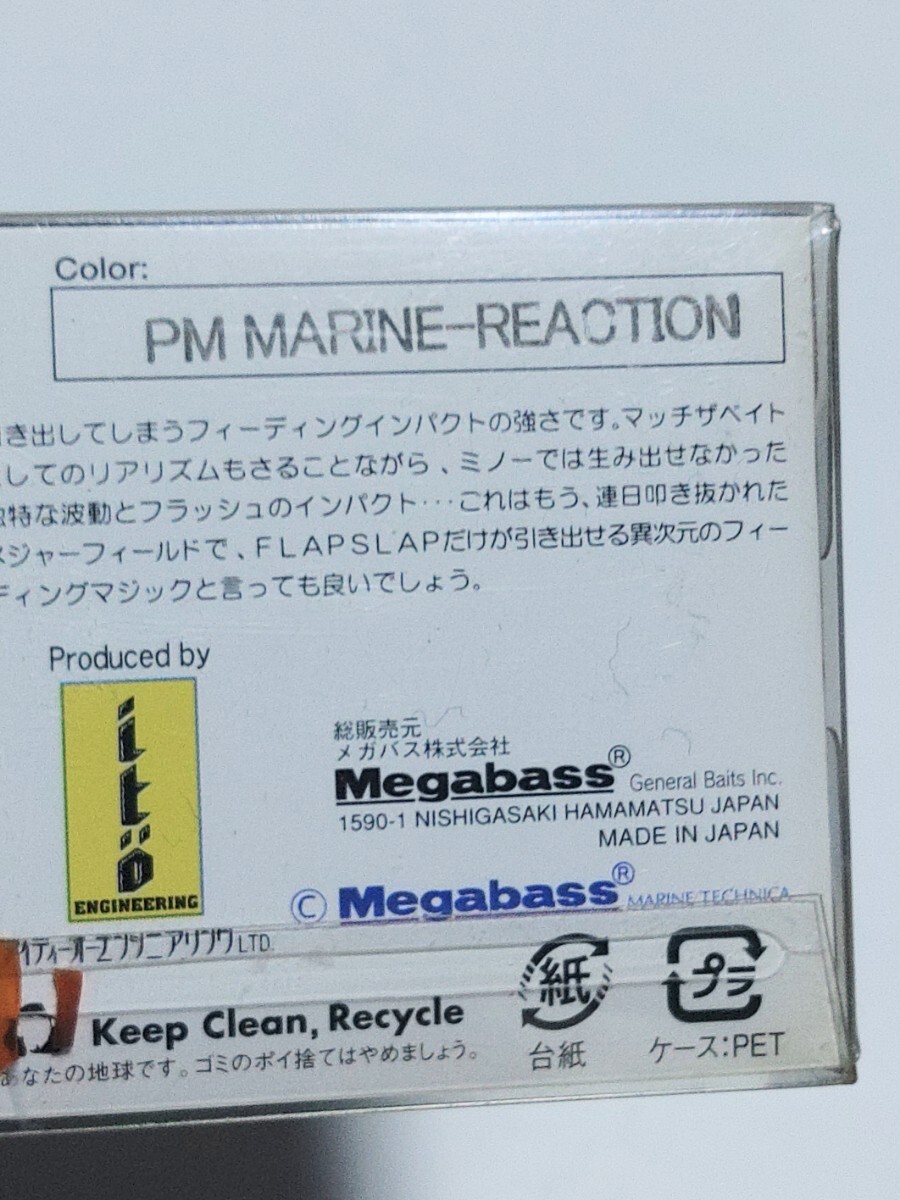 Color:
PM MARINE-REACTION
き出してしまうフィーディングインパクトの強さです。マッチザベイト
してのリアリズムもさることながら、ミノーでは生み出せなかった
特な波動とフラッシュのインパクト･･･これはもう、連日叩き抜かれた
ジャーフィールドで、FLAPSLAPだけが引き出せる異次元のフィー
ディングマジックと言っても良いでしょう。
Produced by
itö
ENGINEERING
総販売元
メガバス株式会社
Megabass® General Baits Inc.
1590-1 NISHIGASAKI HAMAMATSU JAPAN
MADE IN JAPAN
© Megabass® MARINE TECHNICA
イティーオーエンジニアリングLTD.
Keep Clean, Recycle
あなたの地球です。ゴミのポイ捨てはやめましょう。
紙
台紙
プラ
ケース:PET